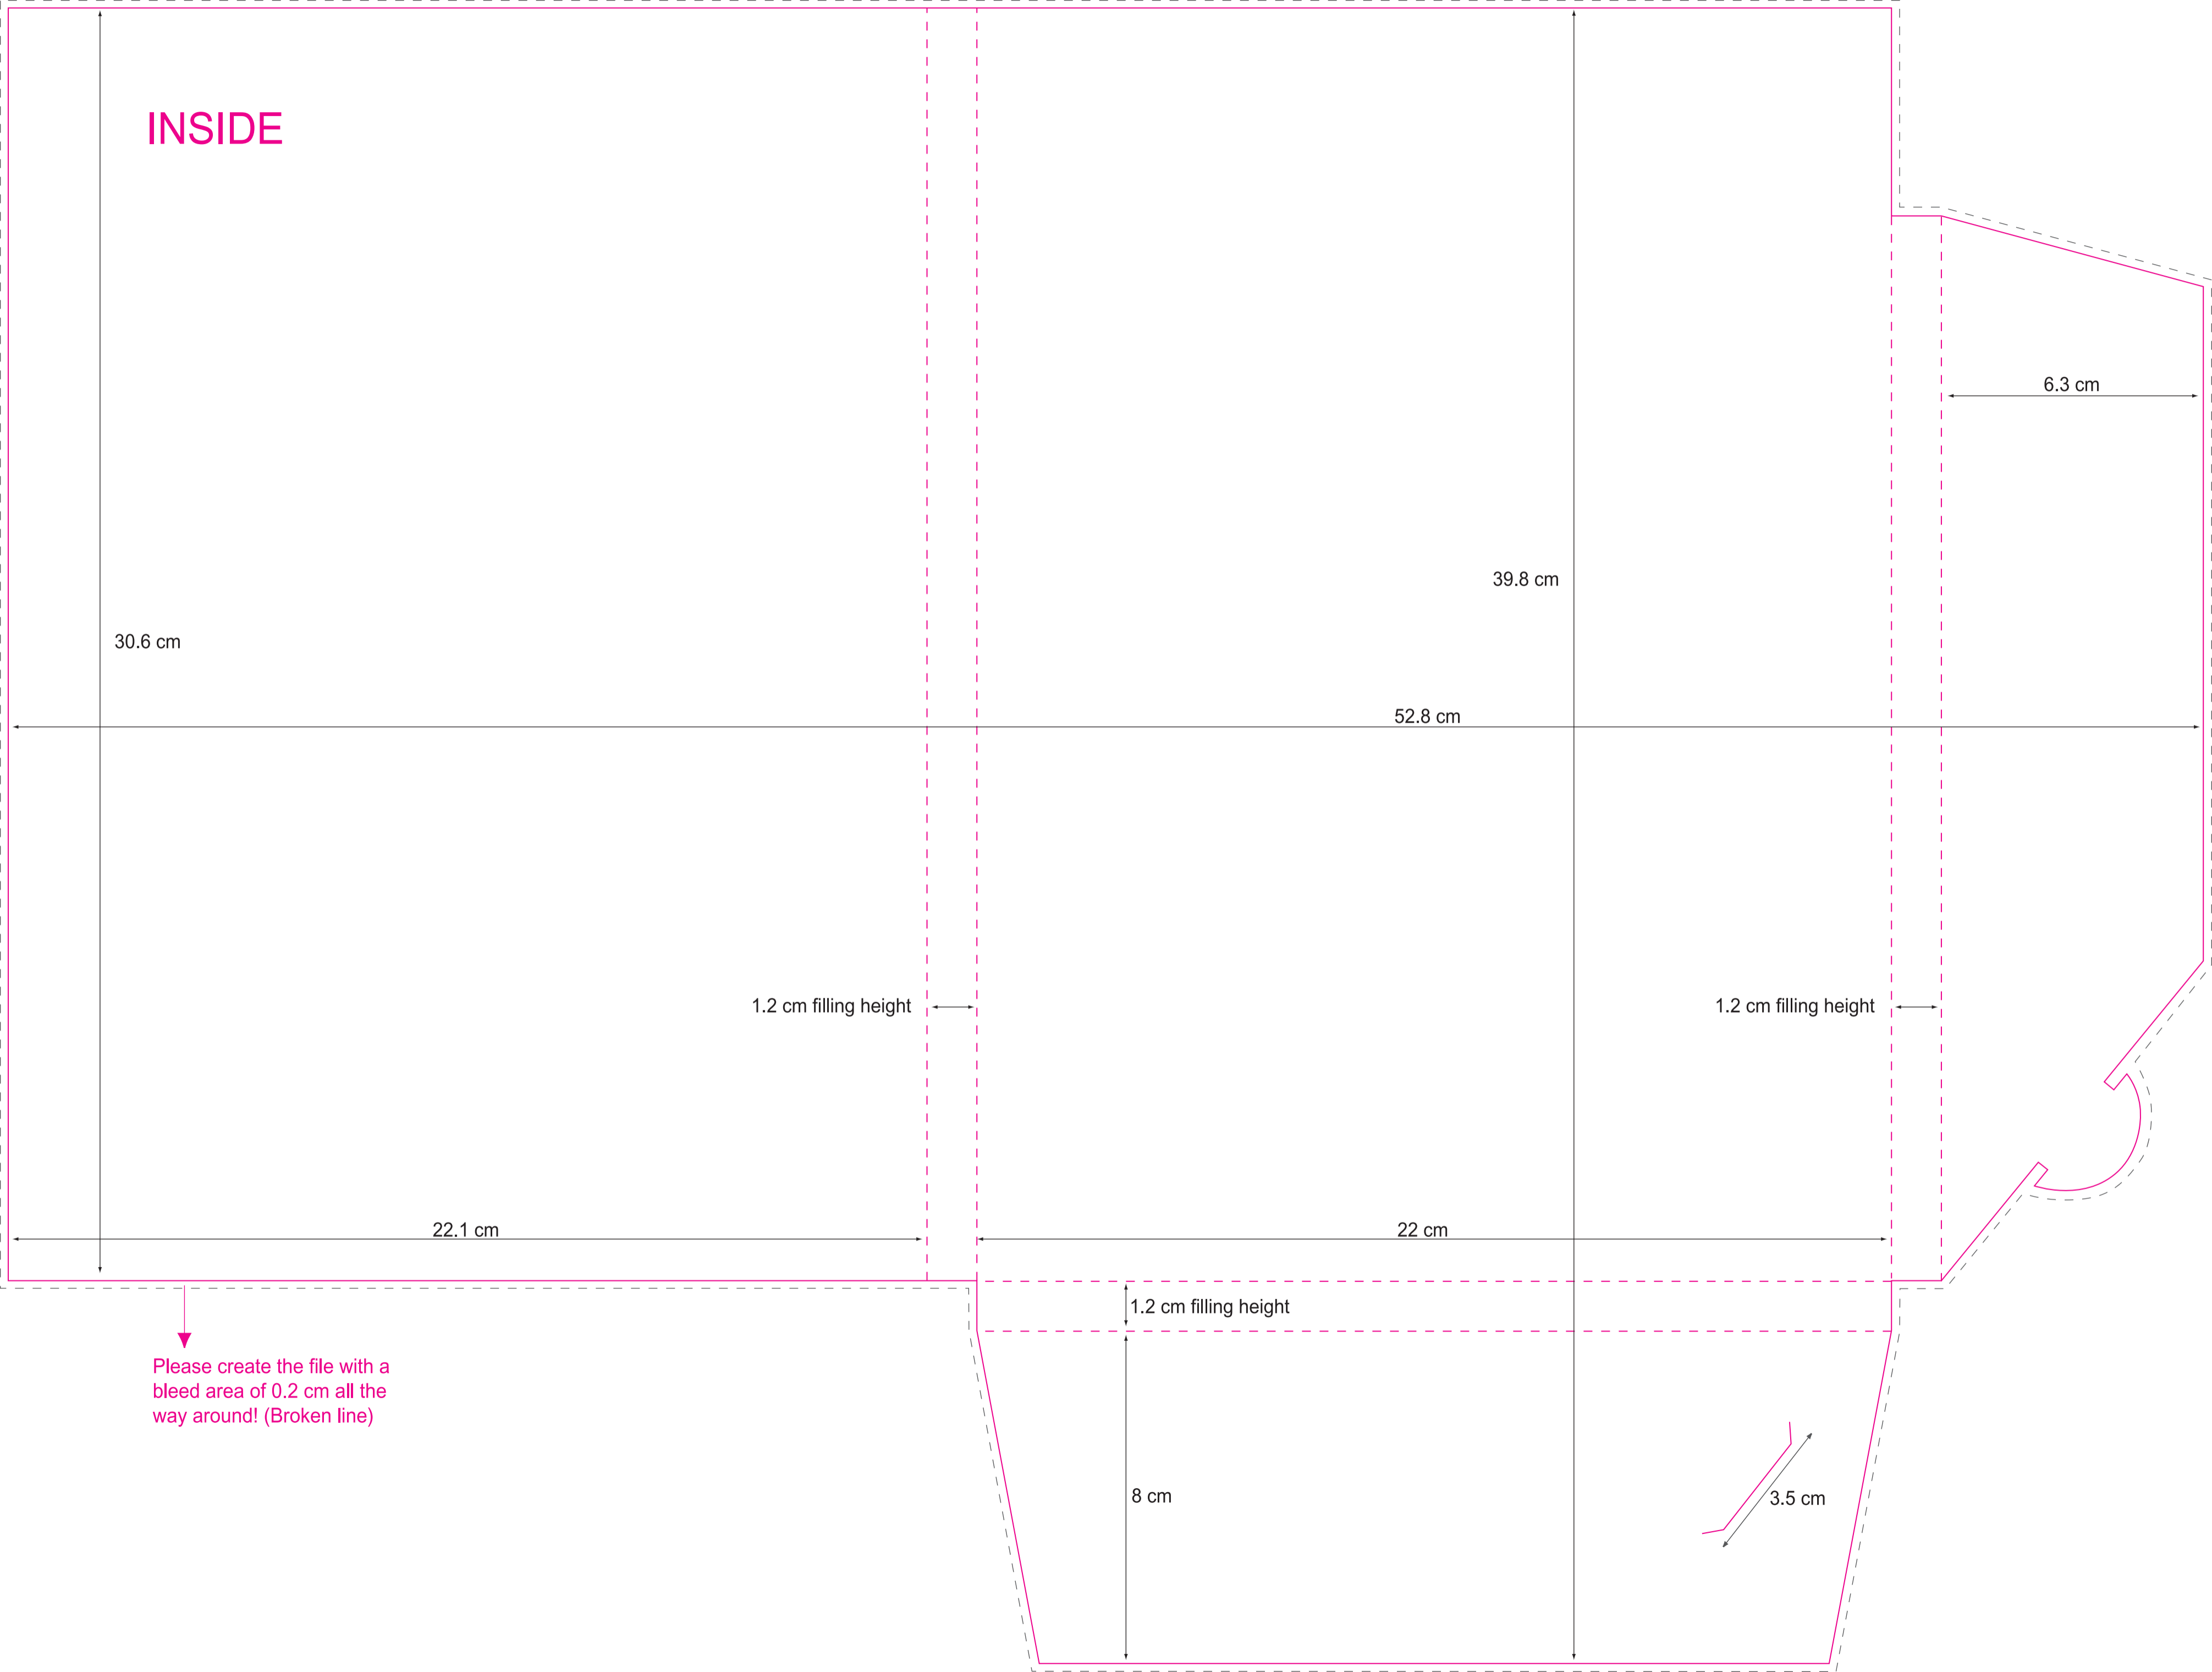 INSIDE
6.3 cm
39.8 cm
30.6 cm
52.8 cm
1.2 cm filling height
1.2 cm filling height
22.1 cm
22 cm
1.2 cm filling height
Please create the file with a
bleed area of 0.2 cm all the
way around! (Broken line)
8 cm
3.5 cm